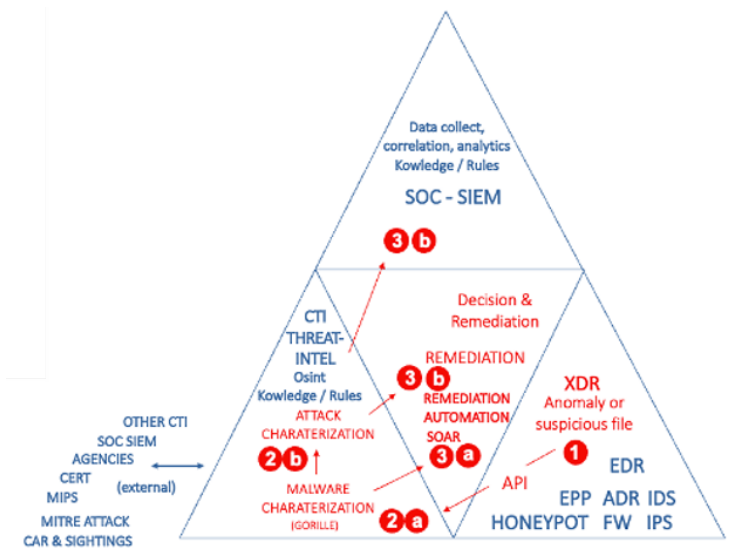 Data collect,
correlation, analytics
Kowledge / Rules
SOC - SIEM
3 b
Decision &
Remediation
CTI
THREAT-
INTEL
Osint
Kowledge / Rules
REMEDIATION
3 b
REMEDIATION
AUTOMATION
SOAR
3 a
XDR
Anomaly or
suspicious file
1
ATTACK
CHARATERIZATION
2 b
MALWARE
CHARATERIZATION
(GORILLE)
2 a
API
EDR
EPP ADR IDS
HONEYPOT FW IPS
OTHER CTI
SOC SIEM
AGENCIES
CERT
(external)
MIPS
MITRE ATTACK
CAR & SIGHTINGS